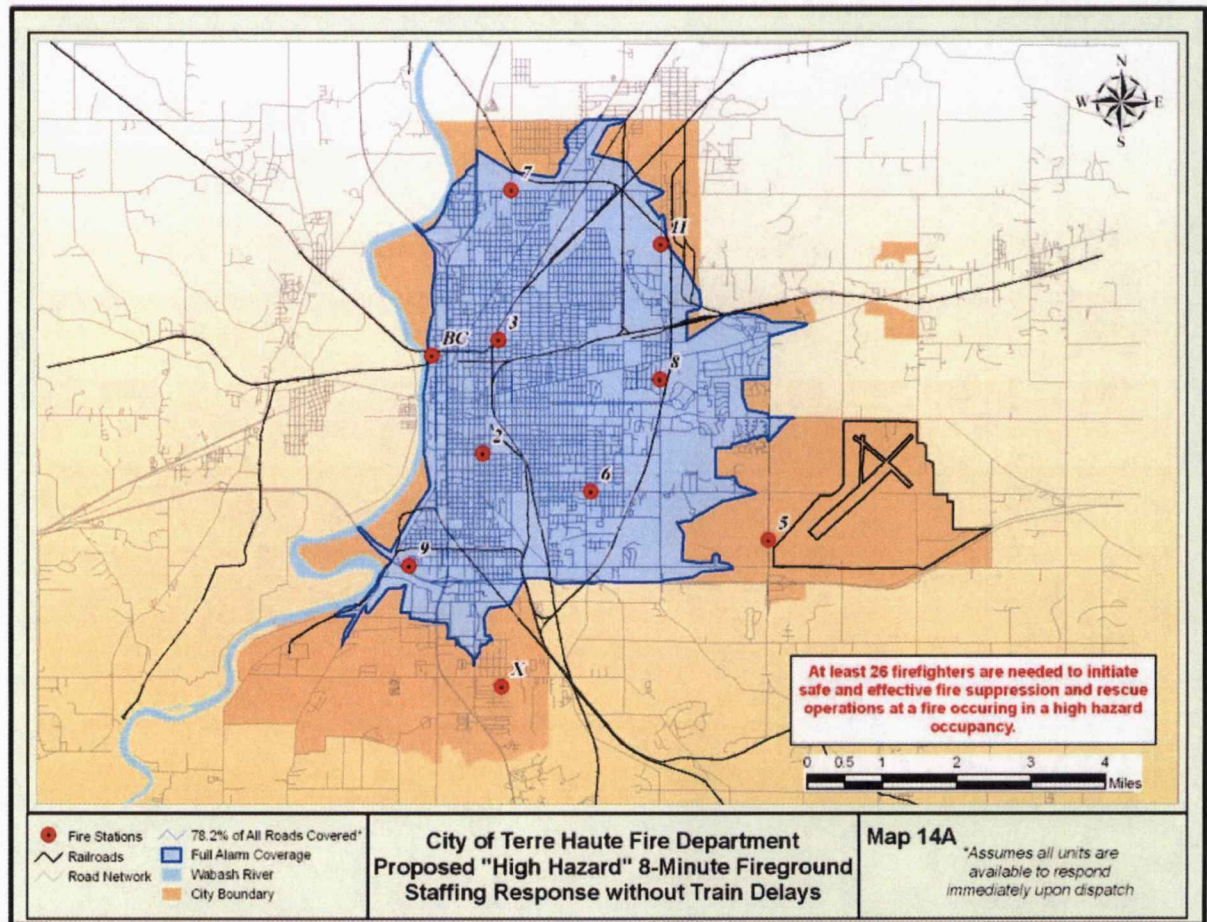 N
W E
S
7
11
3
BC
8
2
6
5
9
X
At least 26 firefighters are needed to initiate
safe and effective fire suppression and rescue
operations at a fire occuring in a high hazard
occupancy.
0 0.5 1 2 3 4
Miles
Fire Stations
Railroads
Road Network
78.2% of All Roads Covered*
Full Alarm Coverage
Wabash River
City Boundary
City of Terre Haute Fire Department
Proposed "High Hazard" 8-Minute Fireground
Staffing Response without Train Delays
Map 14A
*Assumes all units are
available to respond
immediately upon dispatch